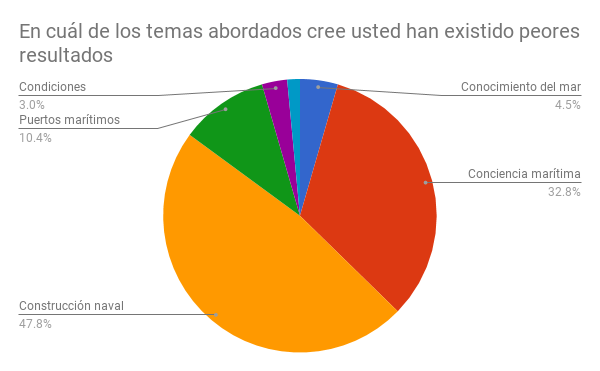 En cuál de los temas abordados cree usted han existido peores
resultados
Condiciones
3.0%
Puertos marítimos
10.4%
Construcción naval
47.8%
Conocimiento del mar
4.5%
Conciencia marítima
32.8%